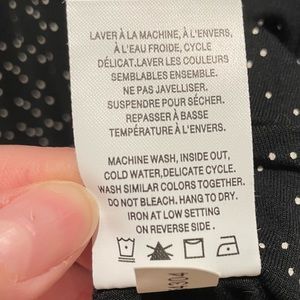 LAVER À LA MACHINE, À L'ENVERS,
À L'EAU FROIDE, CYCLE
DÉLICAT.LAVER LES COULEURS
SEMBLABLES ENSEMBLE.
NE PAS JAVELLISER.
SUSPENDRE POUR SÉCHER.
REPASSER À BASSE
TEMPÉRATURE À L'ENVERS.
MACHINE WASH, INSIDE OUT,
COLD WATER,DELICATE CYCLE.
WASH SIMILAR COLORS TOGETHER.
DO NOT BLEACH. HANG TO DRY.
IRON AT LOW SETTING
ON REVERSE SIDE.